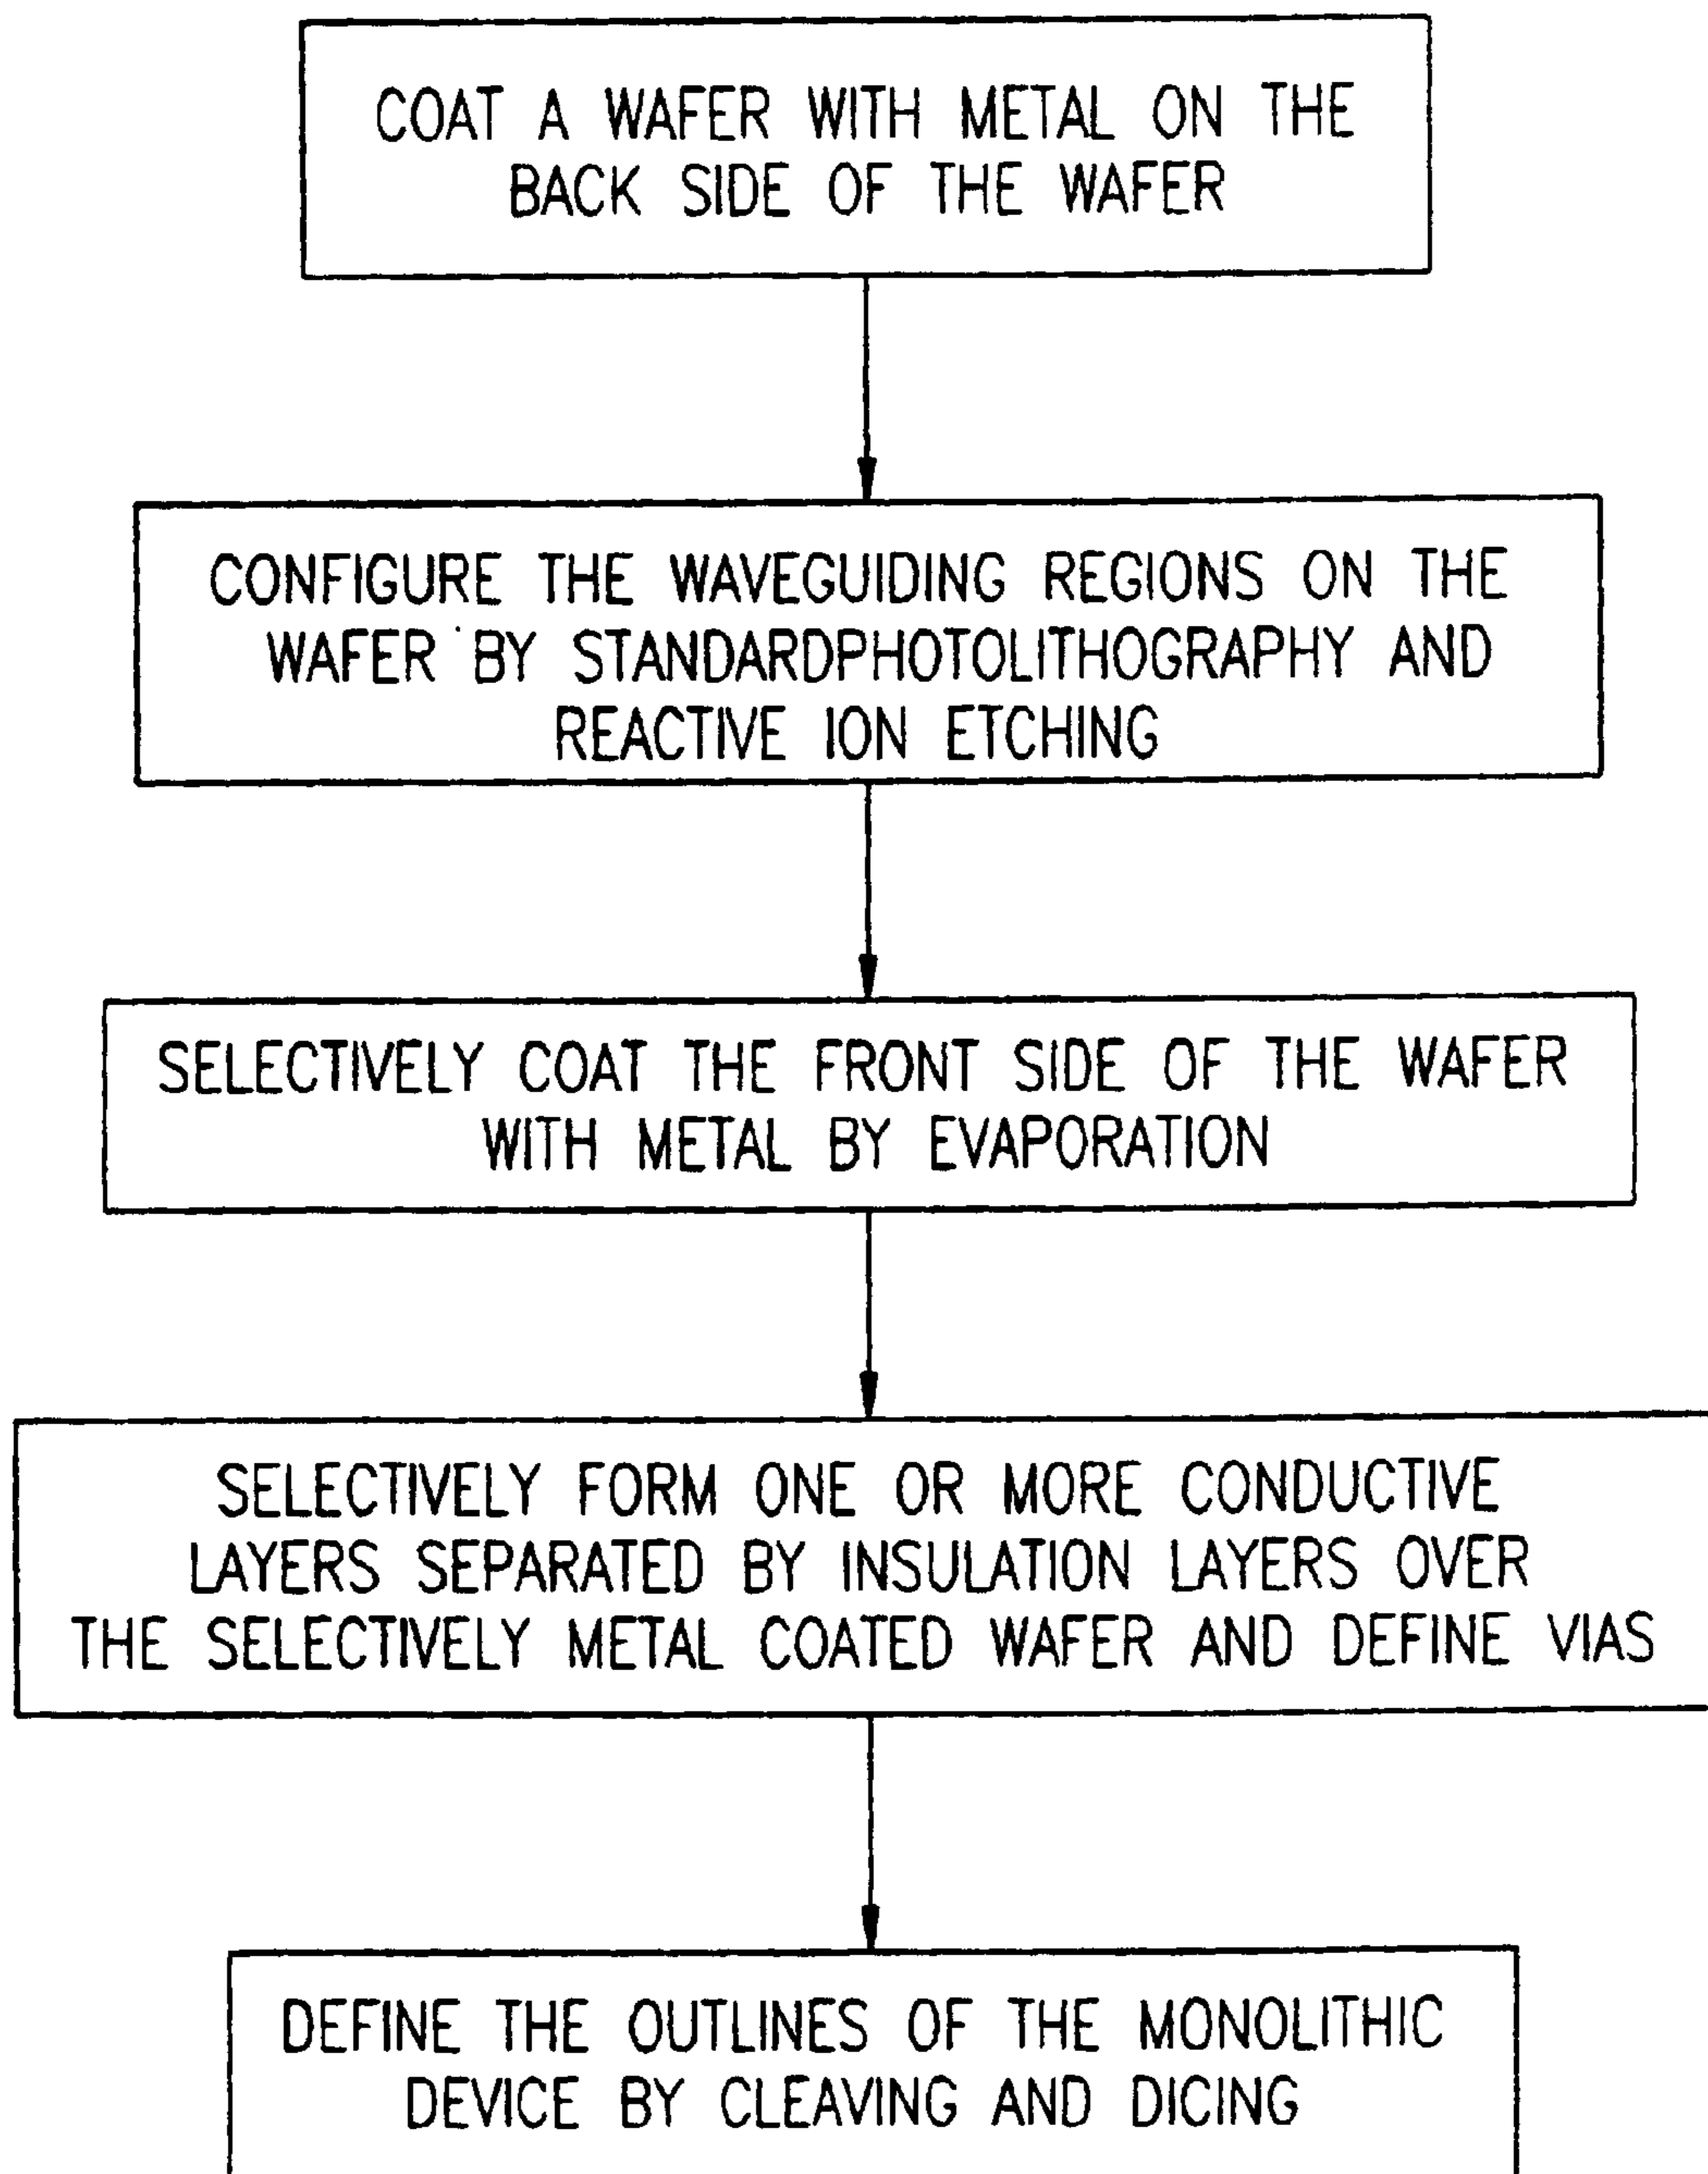 COAT A WAFER WITH METAL ON THE
BACK SIDE OF THE WAFER
CONFIGURE THE WAVEGUIDING REGIONS ON THE
WAFER BY STANDARDPHOTOLITHOGRAPHY AND
REACTIVE ION ETCHING
SELECTIVELY COAT THE FRONT SIDE OF THE WAFER
WITH METAL BY EVAPORATION
SELECTIVELY FORM ONE OR MORE CONDUCTIVE
LAYERS SEPARATED BY INSULATION LAYERS OVER
THE SELECTIVELY METAL COATED WAFER AND DEFINE VIAS
DEFINE THE OUTLINES OF THE MONOLITHIC
DEVICE BY CLEAVING AND DICING